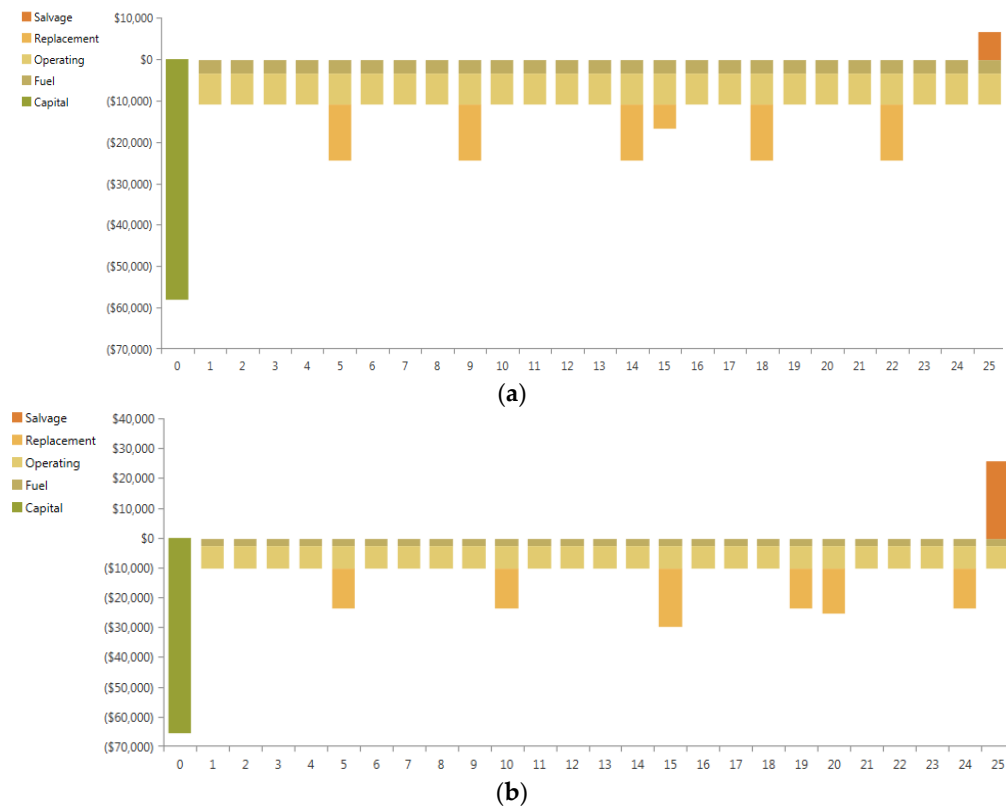 Salvage
Replacement
Operating
Fuel
Capital
$10,000
$0
($10,000)
($20,000)
($30,000)
($40,000)
($50,000)
($60,000)
($70,000)
0 1 2 3 4 5 6 7 8 9 10 11 12 13 14 15 16 17 18 19 20 21 22 23 24 25
(a)
Salvage
Replacement
Operating
Fuel
Capital
$40,000
$30,000
$20,000
$10,000
$0
($10,000)
($20,000)
($30,000)
($40,000)
($50,000)
($60,000)
($70,000)
0 1 2 3 4 5 6 7 8 9 10 11 12 13 14 15 16 17 18 19 20 21 22 23 24 25
(b)